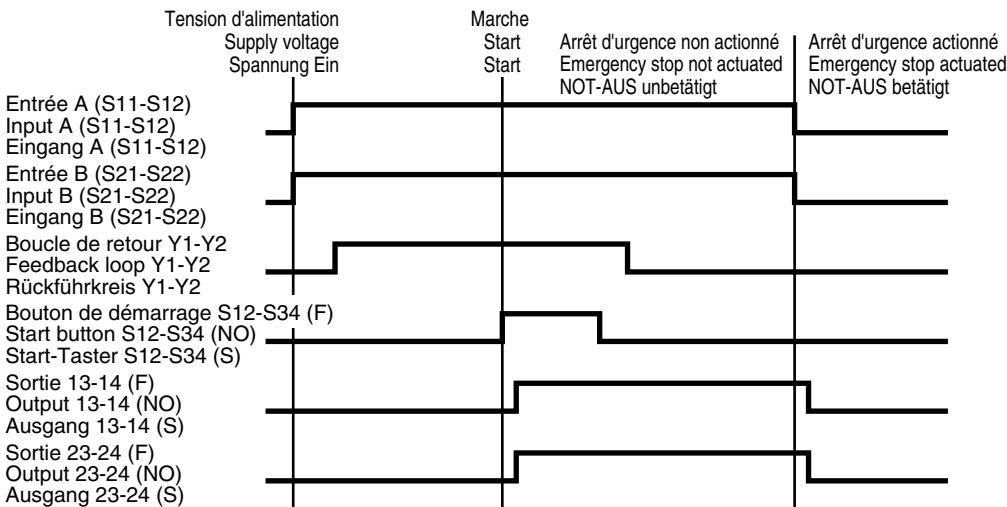 Tension d'alimentation
Supply voltage
Spannung Ein
Marche
Start
Start
Arrêt d'urgence non actionné
Emergency stop not actuated
NOT-AUS unbetätigt
Arrêt d'urgence actionné
Emergency stop actuated
NOT-AUS betätigt
Entrée A (S11-S12)
Input A (S11-S12)
Eingang A (S11-S12)
Entrée B (S21-S22)
Input B (S21-S22)
Eingang B (S21-S22)
Boucle de retour Y1-Y2
Feedback loop Y1-Y2
Rückführkreis Y1-Y2
Bouton de démarrage S12-S34 (F)
Start button S12-S34 (NO)
Start-Taster S12-S34 (S)
Sortie 13-14 (F)
Output 13-14 (NO)
Ausgang 13-14 (S)
Sortie 23-24 (F)
Output 23-24 (NO)
Ausgang 23-24 (S)